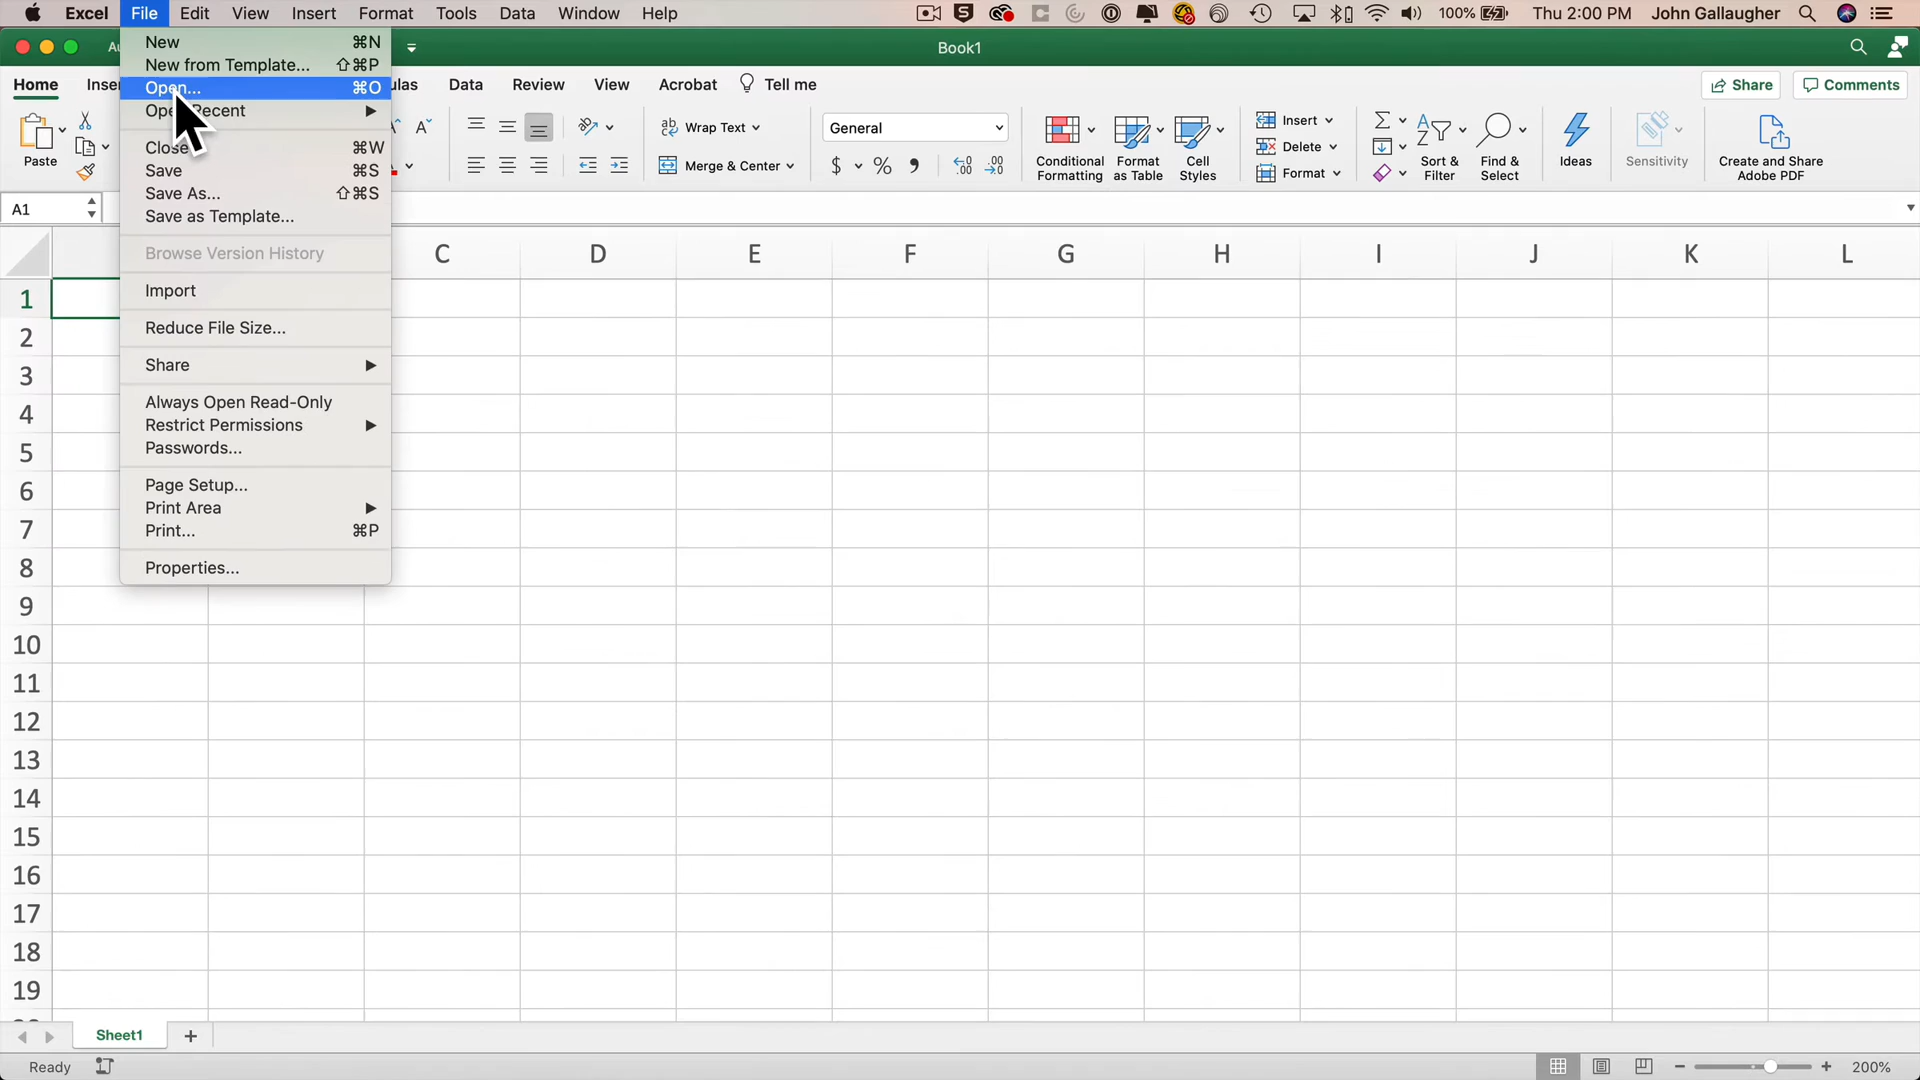 Excel File Edit View Insert Format Tools Data Window Help 100% Thu 2:00 PM John Gallaugher
Book1
Home Data Review View Acrobat Tell me Share Comments
New ⌘N
New from Template... ⇧⌘P
Open... ⌘O
Recent
Close ⌘W
Save ⌘S
Save As... ⇧⌘S
Save as Template...
Browse Version History
Import
Reduce File Size...
Share
Always Open Read-Only
Restrict Permissions
Passwords...
Page Setup...
Print Area
Print... ⌘P
Properties...
Paste
Wrap Text
Merge & Center
General
$ %
Conditional
Formatting
Format
as Table
Cell
Styles
Insert
Delete
Format
Sort &
Filter
Find &
Select
Ideas
Sensitivity
Create and Share
Adobe PDF
A1
C D E F G H I J K L
1
2
3
4
5
6
7
8
9
10
11
12
13
14
15
16
17
18
19
Sheet1 +
Ready 200%